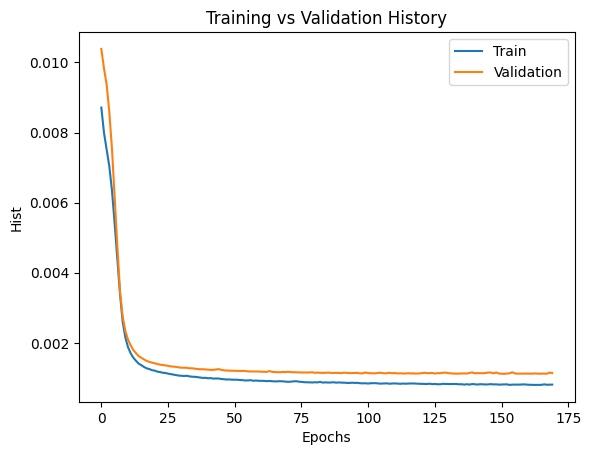 Training vs Validation History
Train
Validation
0.010
0.008
0.006
0.004
0.002
Hist
0 25 50 75 100 125 150 175
Epochs